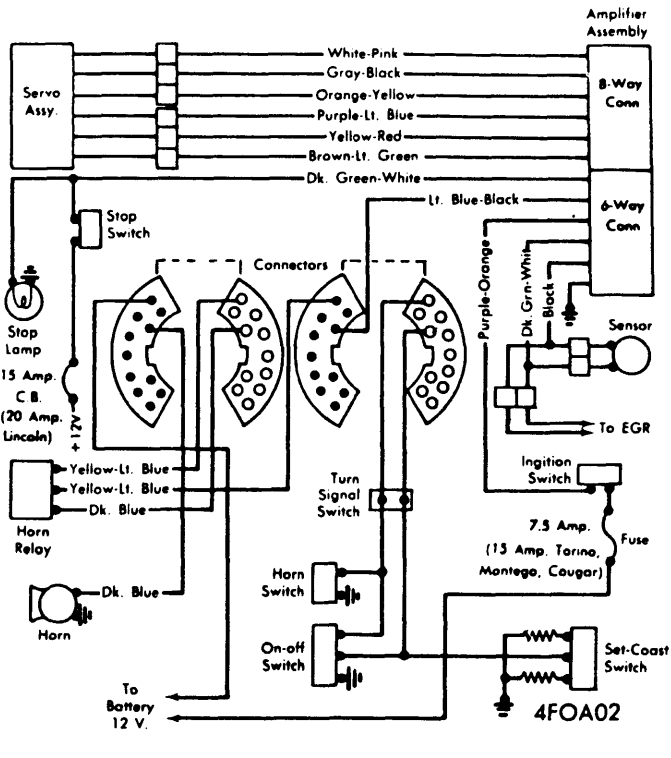 Amplifier
Assembly
White-Pink
Gray-Black
Orange-Yellow
Purple-Lt. Blue
Yellow-Red
Brown-Lt. Green
Dk. Green-White
Lt. Blue-Black
Servo
Assy.
8-Way
Conn
6-Way
Conn
Stop
Switch
Connectors
Purple-Orange
Dk. Grn-Whit
Black
Sensor
Stop
Lamp
15 Amp.
C.B.
(20 Amp.
Lincoln)
+12V
To EGR
Yellow-Lt. Blue
Yellow-Lt. Blue
Dk. Blue
Horn
Relay
Turn
Signal
Switch
Ingition
Switch
7.5 Amp.
(15 Amp. Torino,
Montego, Cougar)
Fuse
Dk. Blue
Horn
Horn
Switch
On-off
Switch
Set-Coast
Switch
To
Battery
12 V.
4FOA02